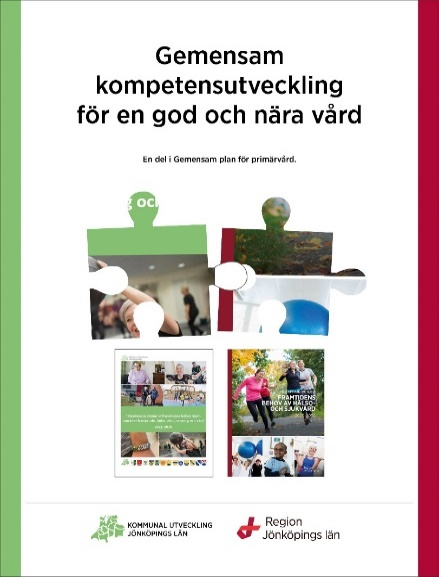 Gemensam
kompetensutveckling
för en god och nära vård
En del i Gemensam plan för primärvård.
g oc
FRAMTIDENS
BEHOV AV HÄLSO-
OCH SJUKVÅRD
KOMMUNAL UTVECKLING
JÖNKÖPINGS LÄN
Region
Jönköpings län